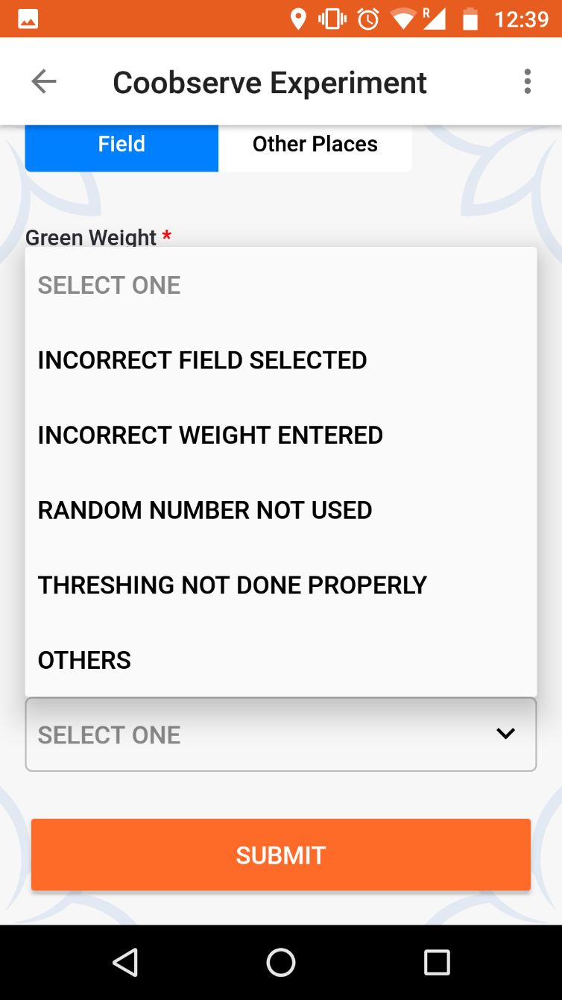 R 12:39
Coobserve Experiment
Field Other Places
Green Weight *
SELECT ONE
INCORRECT FIELD SELECTED
INCORRECT WEIGHT ENTERED
RANDOM NUMBER NOT USED
THRESHING NOT DONE PROPERLY
OTHERS
SELECT ONE
SUBMIT